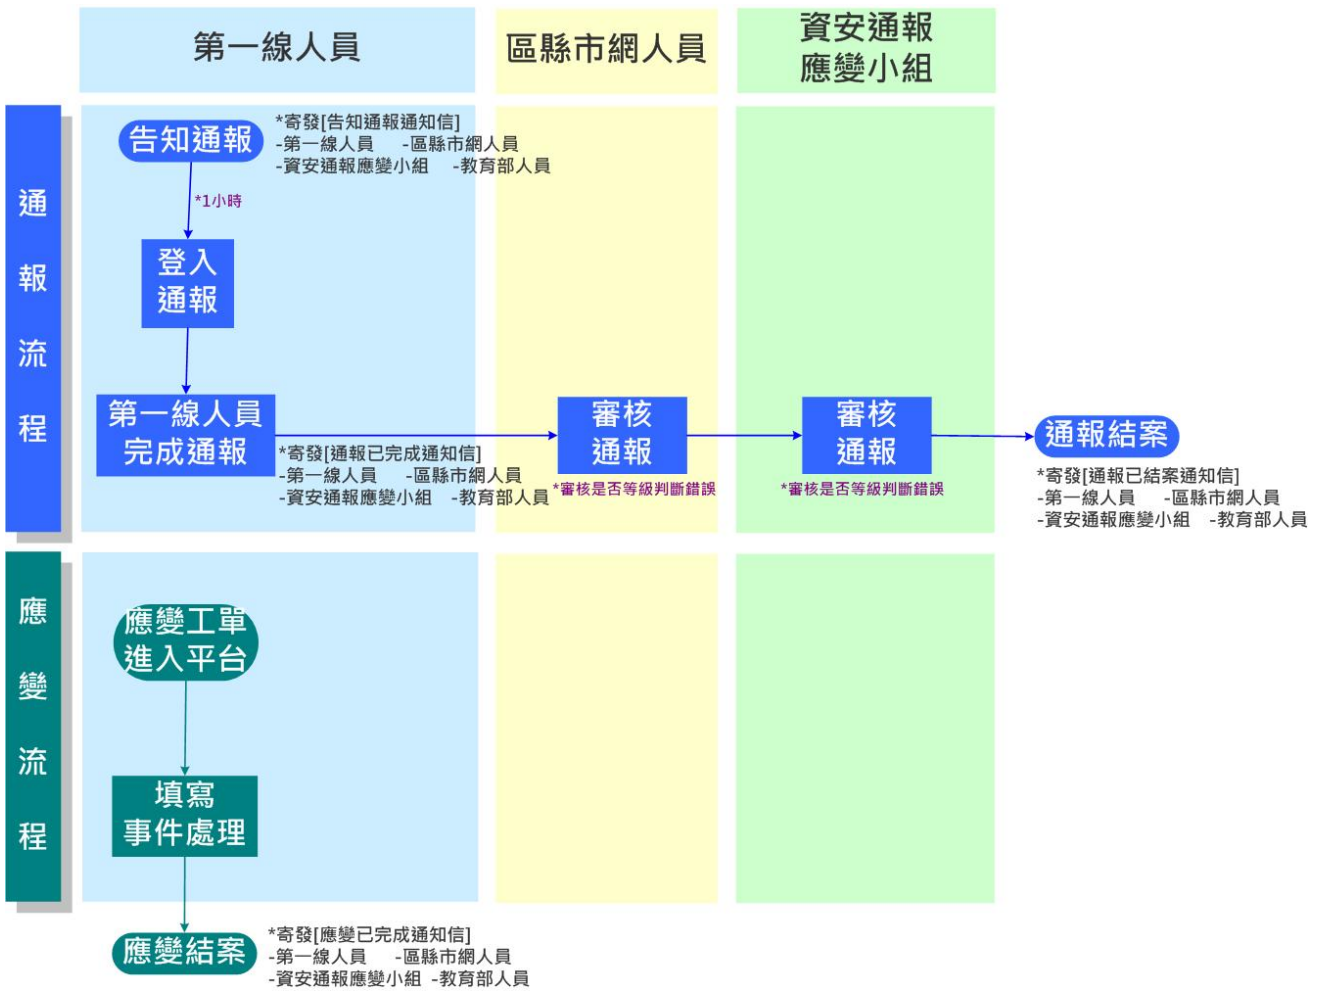 第一線人員
區縣市網人員
資安通報
應變小組
通
報
流
程
告知通報
*寄發[告知通報通知信]
-第一線人員 -區縣市網人員
-資安通報應變小組 -教育部人員
*1小時
登入
通報
第一線人員
完成通報
*寄發[通報已完成通知信]
-第一線人員 -區縣市網人員
-資安通報應變小組 -教育部人員
審核
通報
*審核是否等級判斷錯誤
審核
通報
*審核是否等級判斷錯誤
通報結案
*寄發[通報已結案通知信]
-第一線人員 -區縣市網人員
-資安通報應變小組 -教育部人員
應
變
流
程
應變工單
進入平台
填寫
事件處理
應變結案
*寄發[應變已完成通知信]
-第一線人員 -區縣市網人員
-資安通報應變小組 -教育部人員